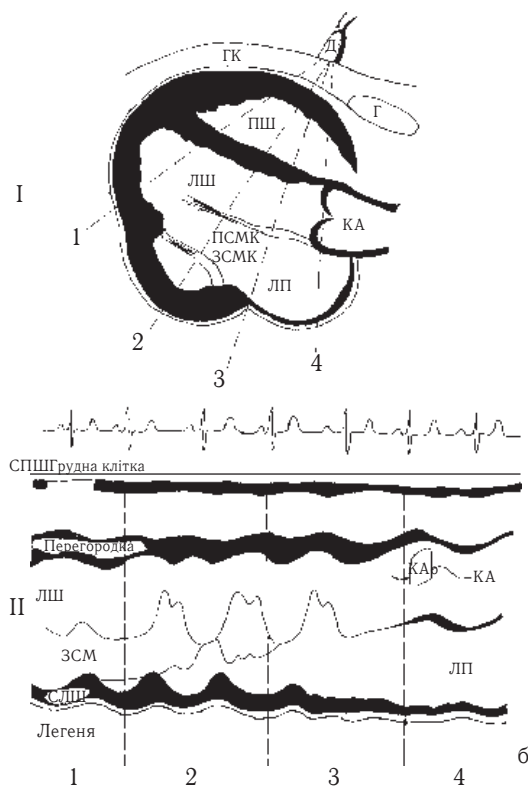 Д
ГК
Г
ПШ
I
ЛШ
КА
1
ПСМК
ЗСМК
ЛП
2
4
3
СПШГрудна клітка
Перегородка
КАр
КА
ЛШ
II
ЗСМ
ЛП
СЛШ
Легеня
б
1 2 3 4